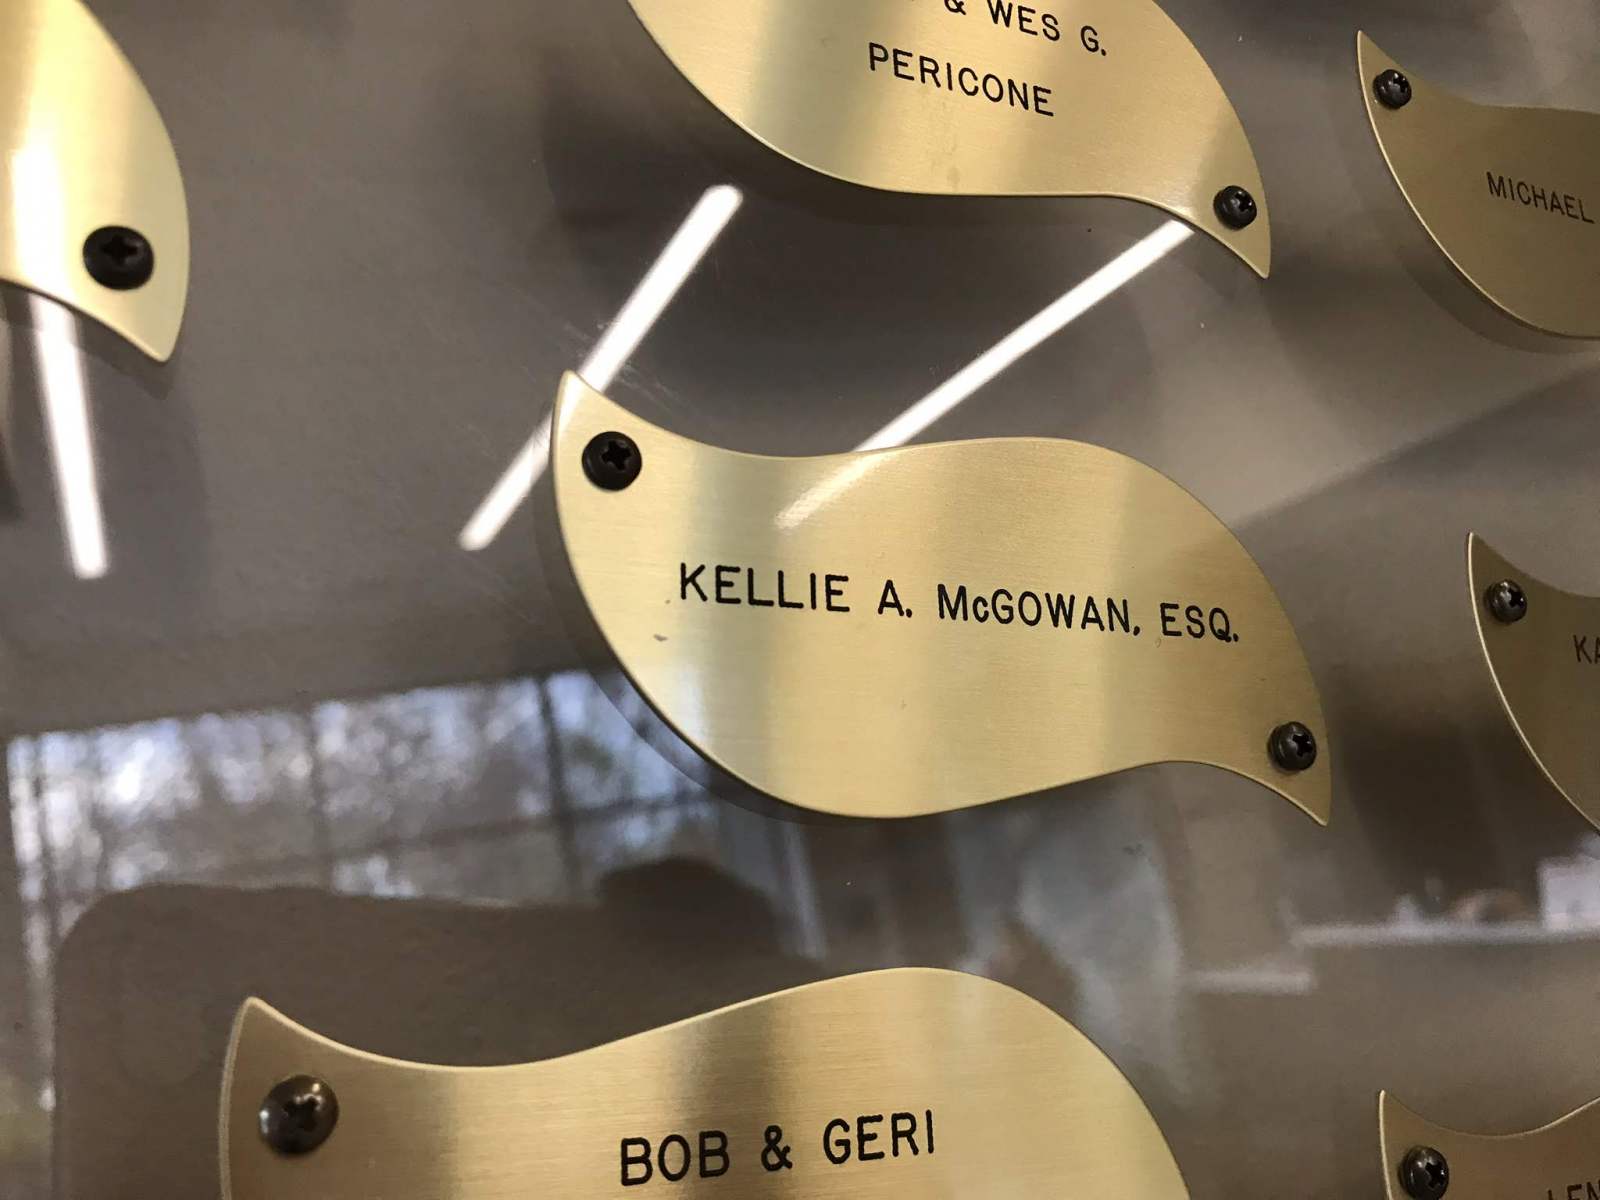 & WES G.
PERICONE
MICHAEL
KELLIE A. McGOWAN, ESQ.
BOB & GERI